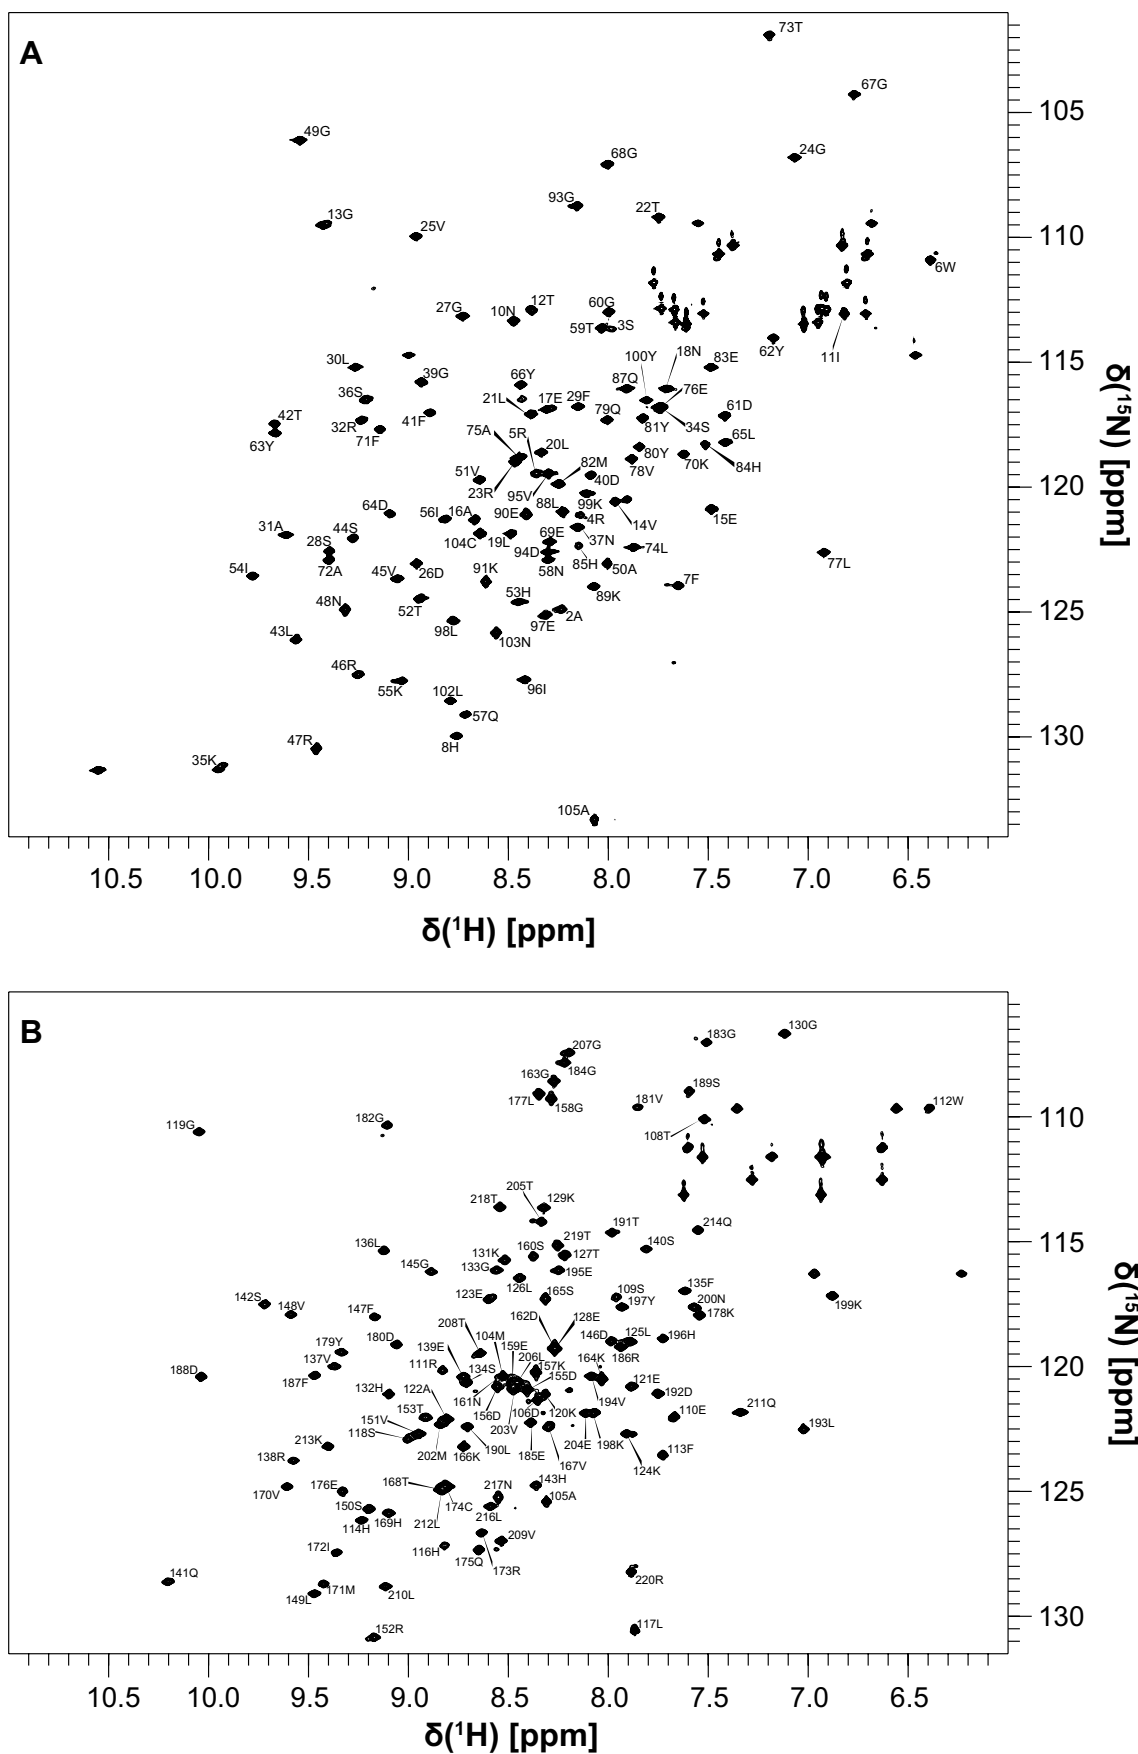 A
73T
67G
105
49G
68G
24G
93G
22T
13G
25V
110
6W
27G
10N
12T
60G
59T
3S
62Y
11I
18N
100Y
83E
115
30L
39G
66Y
87Q
76E
36S
21L
17E
29F
79Q
81Y
34S
61D
42T
32R
41F
63Y
71F
75A
5R
20L
80Y
65L
82M
78V
70K
84H
51V
23R
95V
40D
120
64D
56I
16A
90E
88L
99K
4R
14V
15E
31A
44S
104C
19L
69E
37N
28S
94D
85H
74L
72A
58N
50A
77L
54I
45V
26D
91K
53H
89K
7F
48N
52T
2A
97E
125
43L
98L
103N
46R
55K
96I
102L
57Q
8H
47R
130
35K
105A
δ(15N) [ppm]
10.5 10.0 9.5 9.0 8.5 8.0 7.5 7.0 6.5
δ(1H) [ppm]
B
130G
183G
207G
184G
163G
177L
158G
189S
181V
112W
119G
182G
108T
110
205T
218T
129K
191T
214Q
219T
140S
136L
131K
160S
127T
115
145G
133G
195E
126L
135F
142S
123E
165S
109S
200N
199K
148V
147F
197Y
178K
162D
128E
208T
104M
159E
146D
125L
196H
179Y
180D
139E
206L
164K
186R
137V
111R
134S
157K
120
188D
187F
155D
121E
132H
122A
161N
192D
153T
156D
106D
120K
194V
110E
211Q
151V
203V
193L
118S
204E
198K
213K
202M
190L
185E
113F
138R
166K
167V
124K
170V
176E
168T
217N
143H
174C
105A
125
150S
216L
114H
169H
212L
209V
172I
116H
175Q
173R
141Q
171M
220R
149L
210L
117L
130
152R
δ(15N) [ppm]
10.5 10.0 9.5 9.0 8.5 8.0 7.5 7.0 6.5
δ(1H) [ppm]